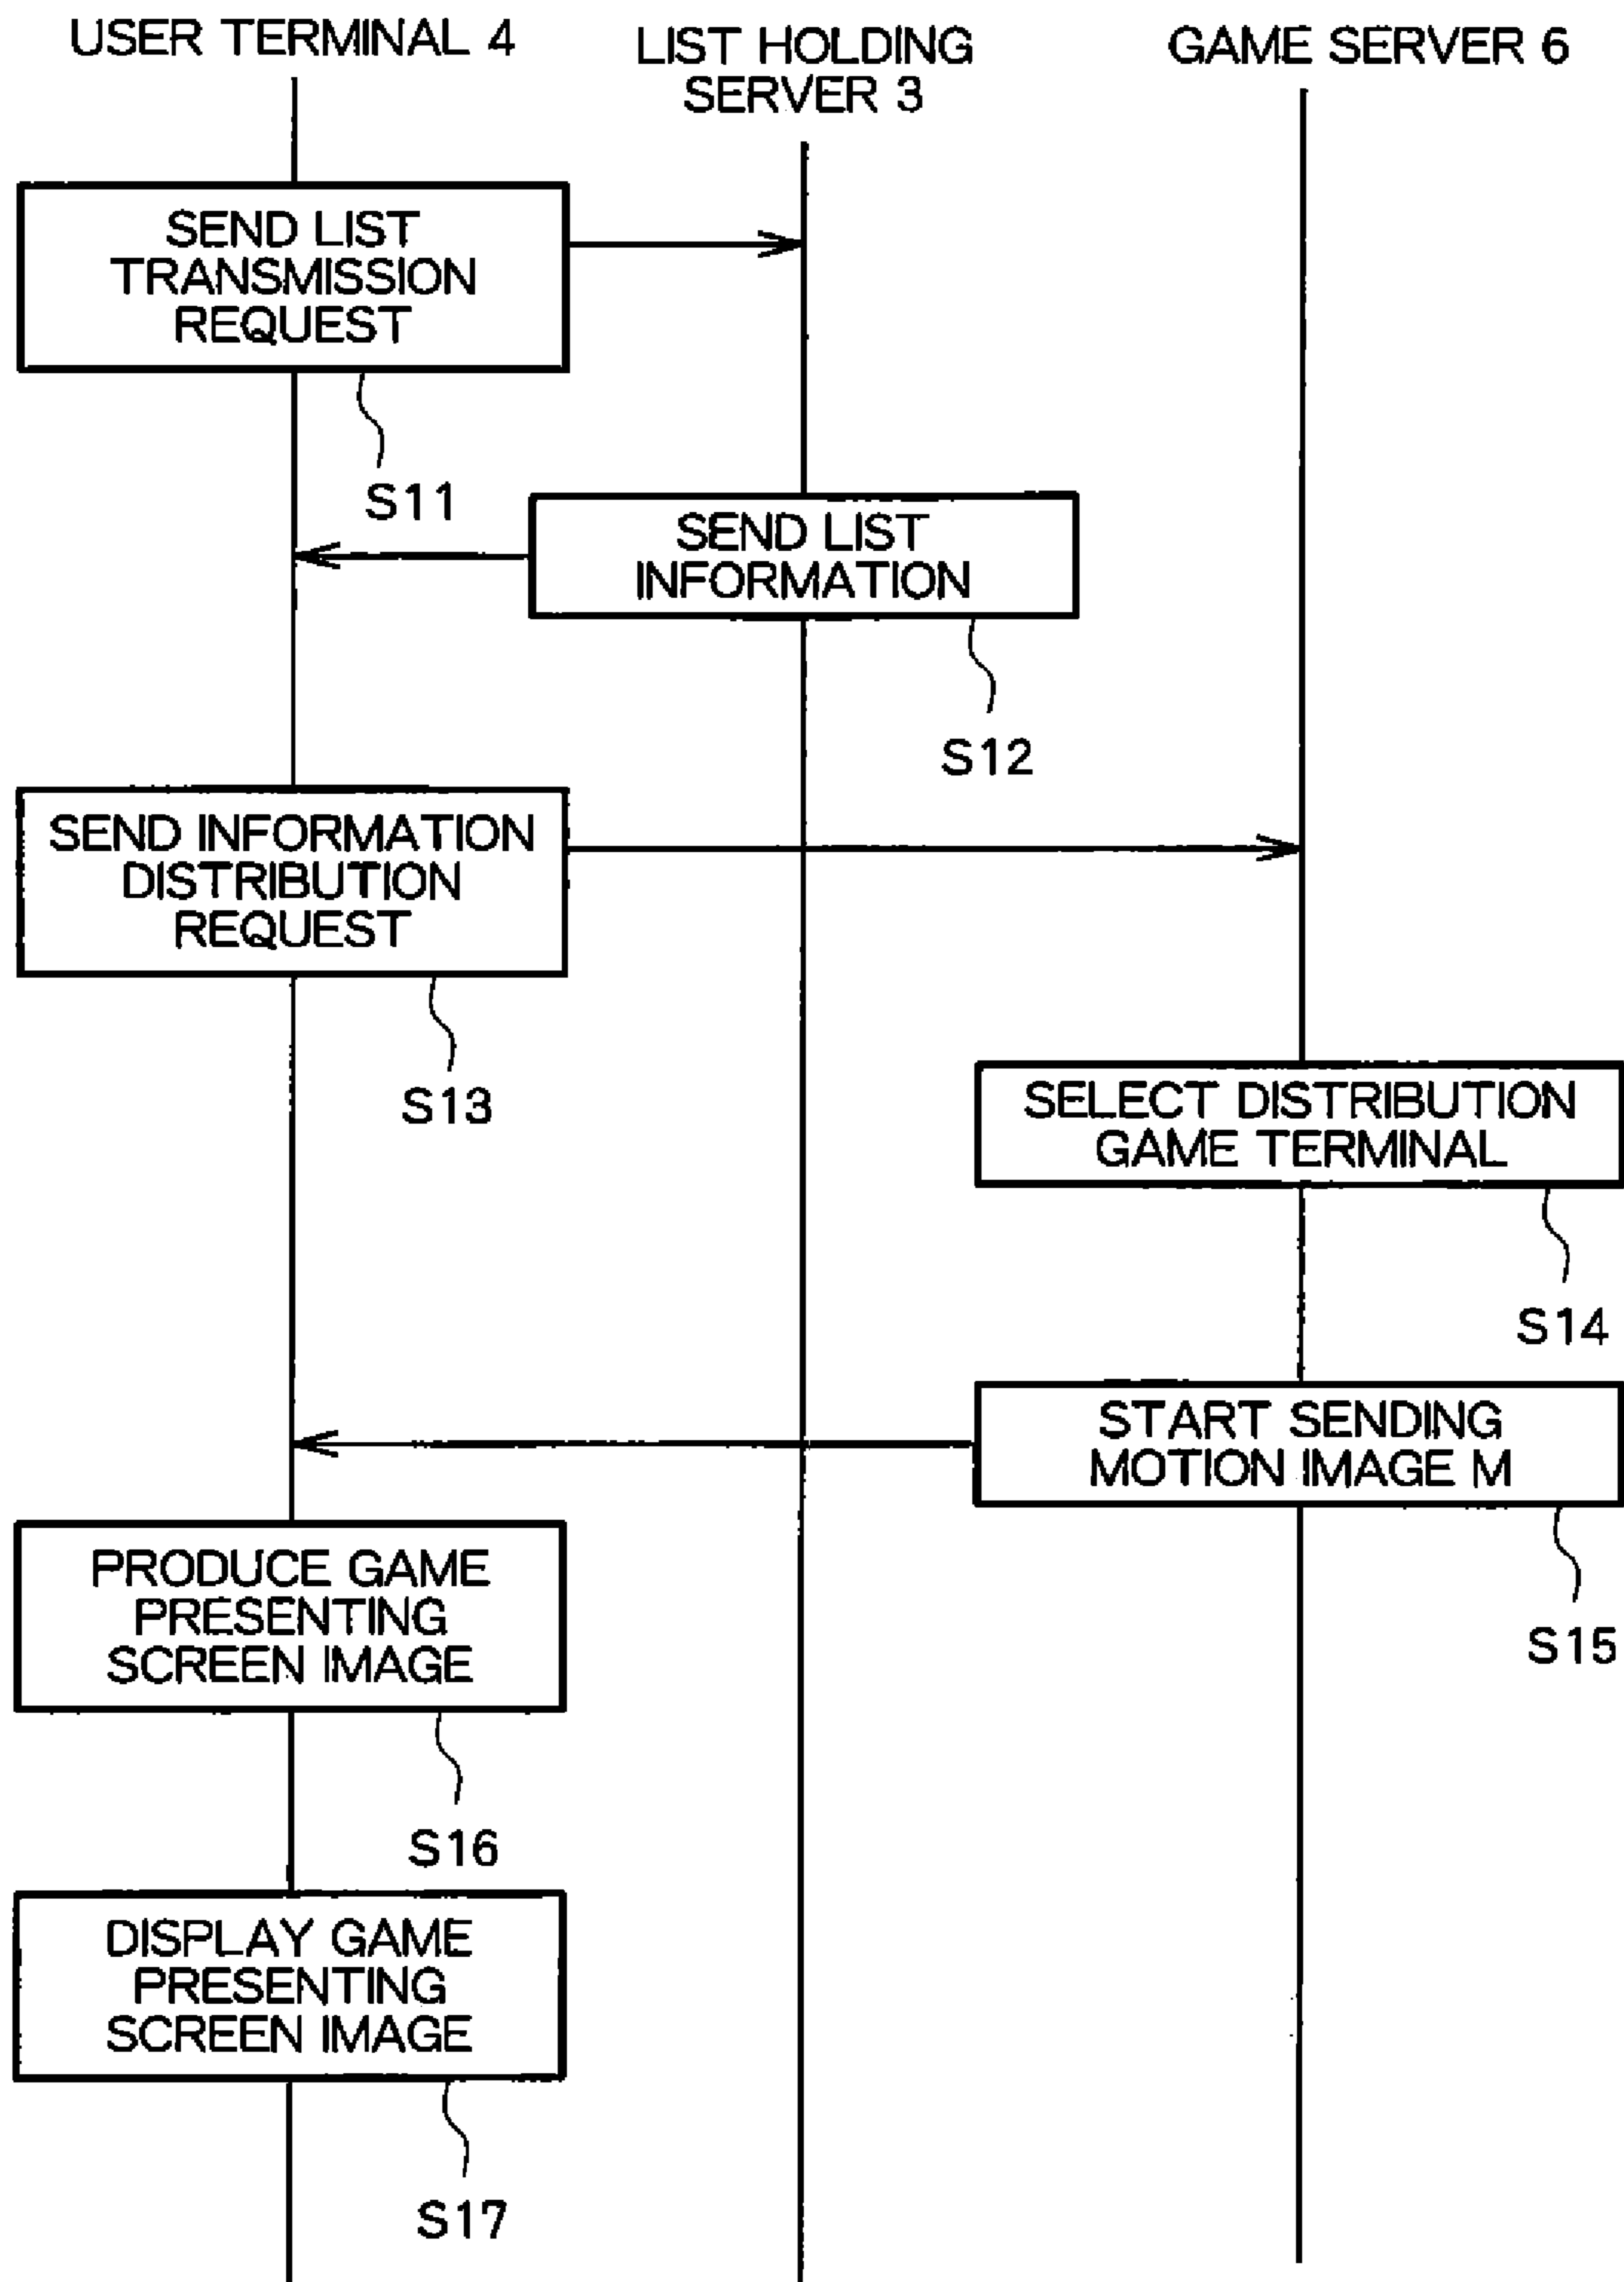 USER TERMINAL 4
LIST HOLDING
SERVER 3
GAME SERVER 6
SEND LIST
TRANSMISSION
REQUEST
S11
SEND LIST
INFORMATION
S12
SEND INFORMATION
DISTRIBUTION
REQUEST
S13
SELECT DISTRIBUTION
GAME TERMINAL
S14
START SENDING
MOTION IMAGE M
S15
PRODUCE GAME
PRESENTING
SCREEN IMAGE
S16
DISPLAY GAME
PRESENTING
SCREEN IMAGE
S17